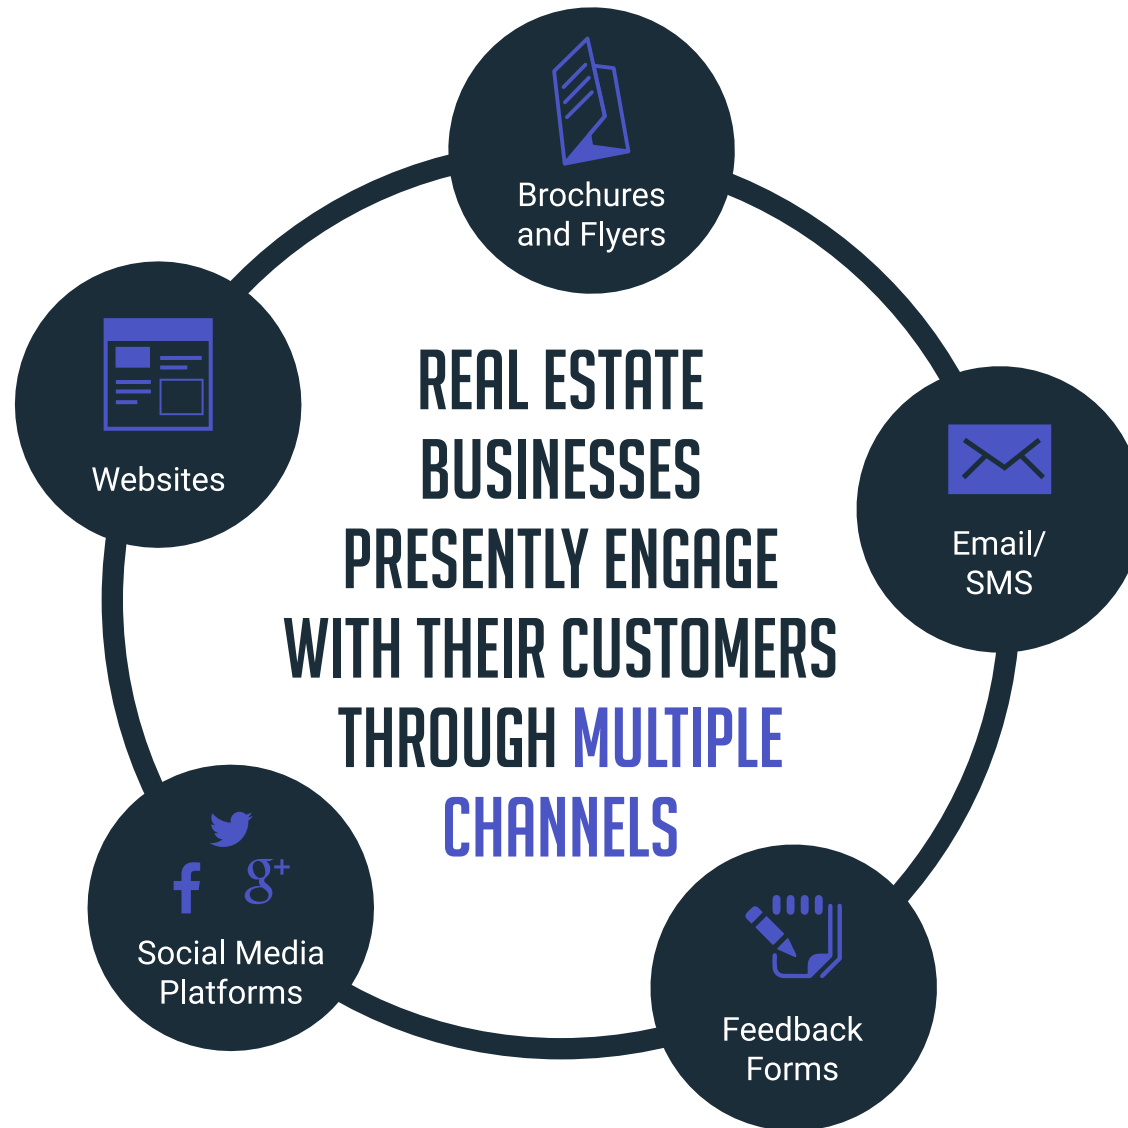 Brochures
and Flyers
Websites
REAL ESTATE
BUSINESSES
PRESENTLY ENGAGE
WITH THEIR CUSTOMERS
THROUGH MULTIPLE
CHANNELS
Email/
SMS
g+
Social Media
Platforms
Feedback
Forms